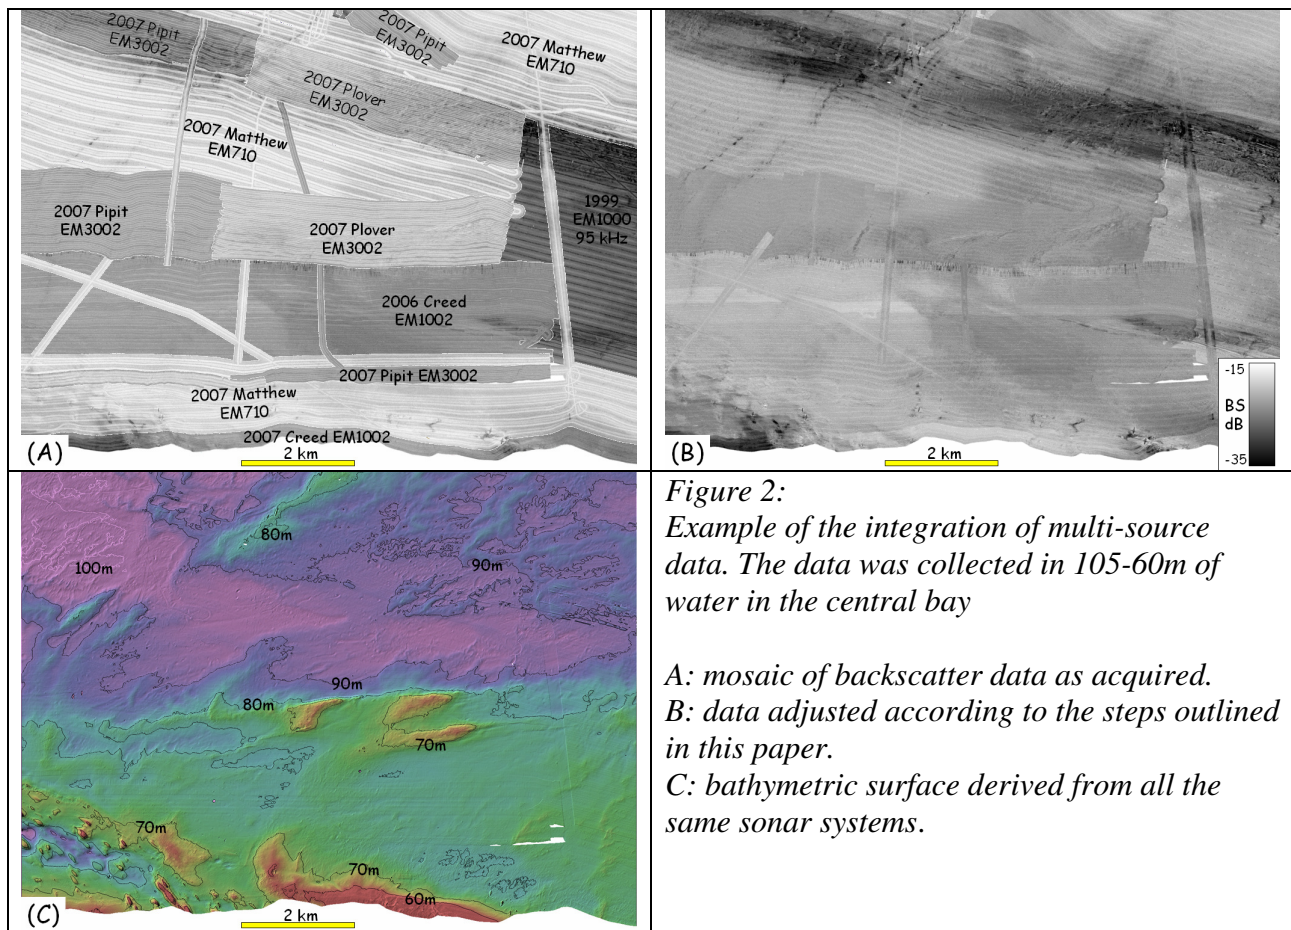 2007 Pipit
EM3002
2007 Pipit
EM3002
2007 Matthew
EM710
2007 Plover
EM3002
2007 Matthew
EM710
1999
EM1000
95 kHz
2007 Pipit
EM3002
2007 Plover
EM3002
2006 Creed
EM1002
2007 Pipit EM3002
2007 Matthew
EM710
2007 Creed EM1002
(A)
2 km
-15
BS
dB
-35
(B)
2 km
80m
100m
90m
90m
80m
70m
70m
70m
60m
(C)
2 km
Figure 2:
Example of the integration of multi-source
data. The data was collected in 105-60m of
water in the central bay
A: mosaic of backscatter data as acquired.
B: data adjusted according to the steps outlined
in this paper.
C: bathymetric surface derived from all the
same sonar systems.